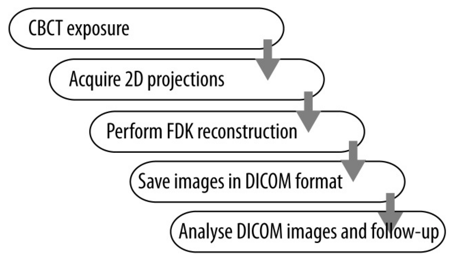 CBCT exposure
Acquire 2D projections
Perform FDK reconstruction
Save images in DICOM format
Analyse DICOM images and follow-up